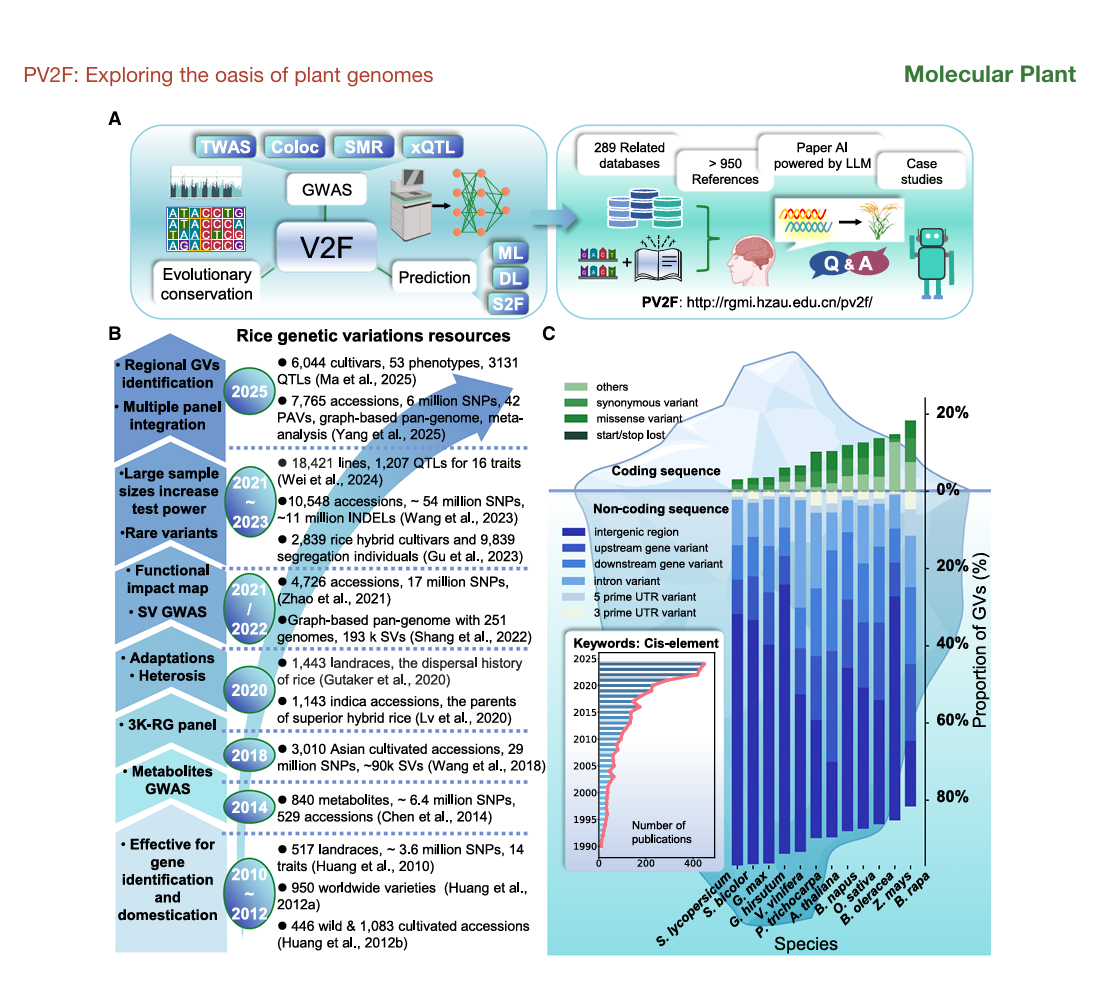 PV2F: Exploring the oasis of plant genomes
Molecular Plant
A
TWAS
Coloc
SMR
xQTL
GWAS
ATACCTG
ATACCCA
TAACTCG
AGACCCG
V2F
Evolutionary
conservation
Prediction
ML
DL
S2F
289 Related
databases
> 950
References
Paper AI
powered by LLM
Case
studies
GACT
GACT
+
Q & A
PV2F: http://rgmi.hzau.edu.cn/pv2f/
B
Rice genetic variations resources
• Regional GVs
identification
• Multiple panel
integration
2025
● 6,044 cultivars, 53 phenotypes, 3131
QTLs (Ma et al., 2025)
● 7,765 accessions, 6 million SNPs, 42
PAVs, graph-based pan-genome, meta-
analysis (Yang et al., 2025)
•Large sample
sizes increase
test power
•Rare variants
2021
~
2023
● 18,421 lines, 1,207 QTLs for 16 traits
(Wei et al., 2024)
●10,548 accessions, ~ 54 million SNPs,
~11 million INDELs (Wang et al., 2023)
● 2,839 rice hybrid cultivars and 9,839
segregation individuals (Gu et al., 2023)
• Functional
impact map
• SV GWAS
2021
/
2022
● 4,726 accessions, 17 million SNPs,
(Zhao et al., 2021)
●Graph-based pan-genome with 251
genomes, 193 k SVs (Shang et al., 2022)
• Adaptations
• Heterosis
2020
● 1,443 landraces, the dispersal history
of rice (Gutaker et al., 2020)
● 1,143 indica accessions, the parents
of superior hybrid rice (Lv et al., 2020)
• 3K-RG panel
2018
● 3,010 Asian cultivated accessions, 29
million SNPs, ~90k SVs (Wang et al., 2018)
• Metabolites
GWAS
2014
● 840 metabolites, ~ 6.4 million SNPs,
529 accessions (Chen et al., 2014)
• Effective for
gene
identification
and
domestication
2010
~
2012
● 517 landraces, ~ 3.6 million SNPs, 14
traits (Huang et al., 2010)
● 950 worldwide varieties (Huang et al.,
2012a)
● 446 wild & 1,083 cultivated accessions
(Huang et al., 2012b)
C
others
synonymous variant
missense variant
start/stop lost
Coding sequence
Non-coding sequence
intergenic region
upstream gene variant
downstream gene variant
intron variant
5 prime UTR variant
3 prime UTR variant
20%
0%
20%
40%
60%
80%
Proportion of GVs (%)
Keywords: Cis-element
2025
2020
2015
2010
2005
2000
1995
1990
Number of
publications
0
200
400
S. lycopersicum
S. bicolor
G. max
G. hirsutum
V. vinifera
P. trichocarpa
A. thaliana
B. napus
O. sativa
B. oleracea
Z. mays
B. rapa
Species